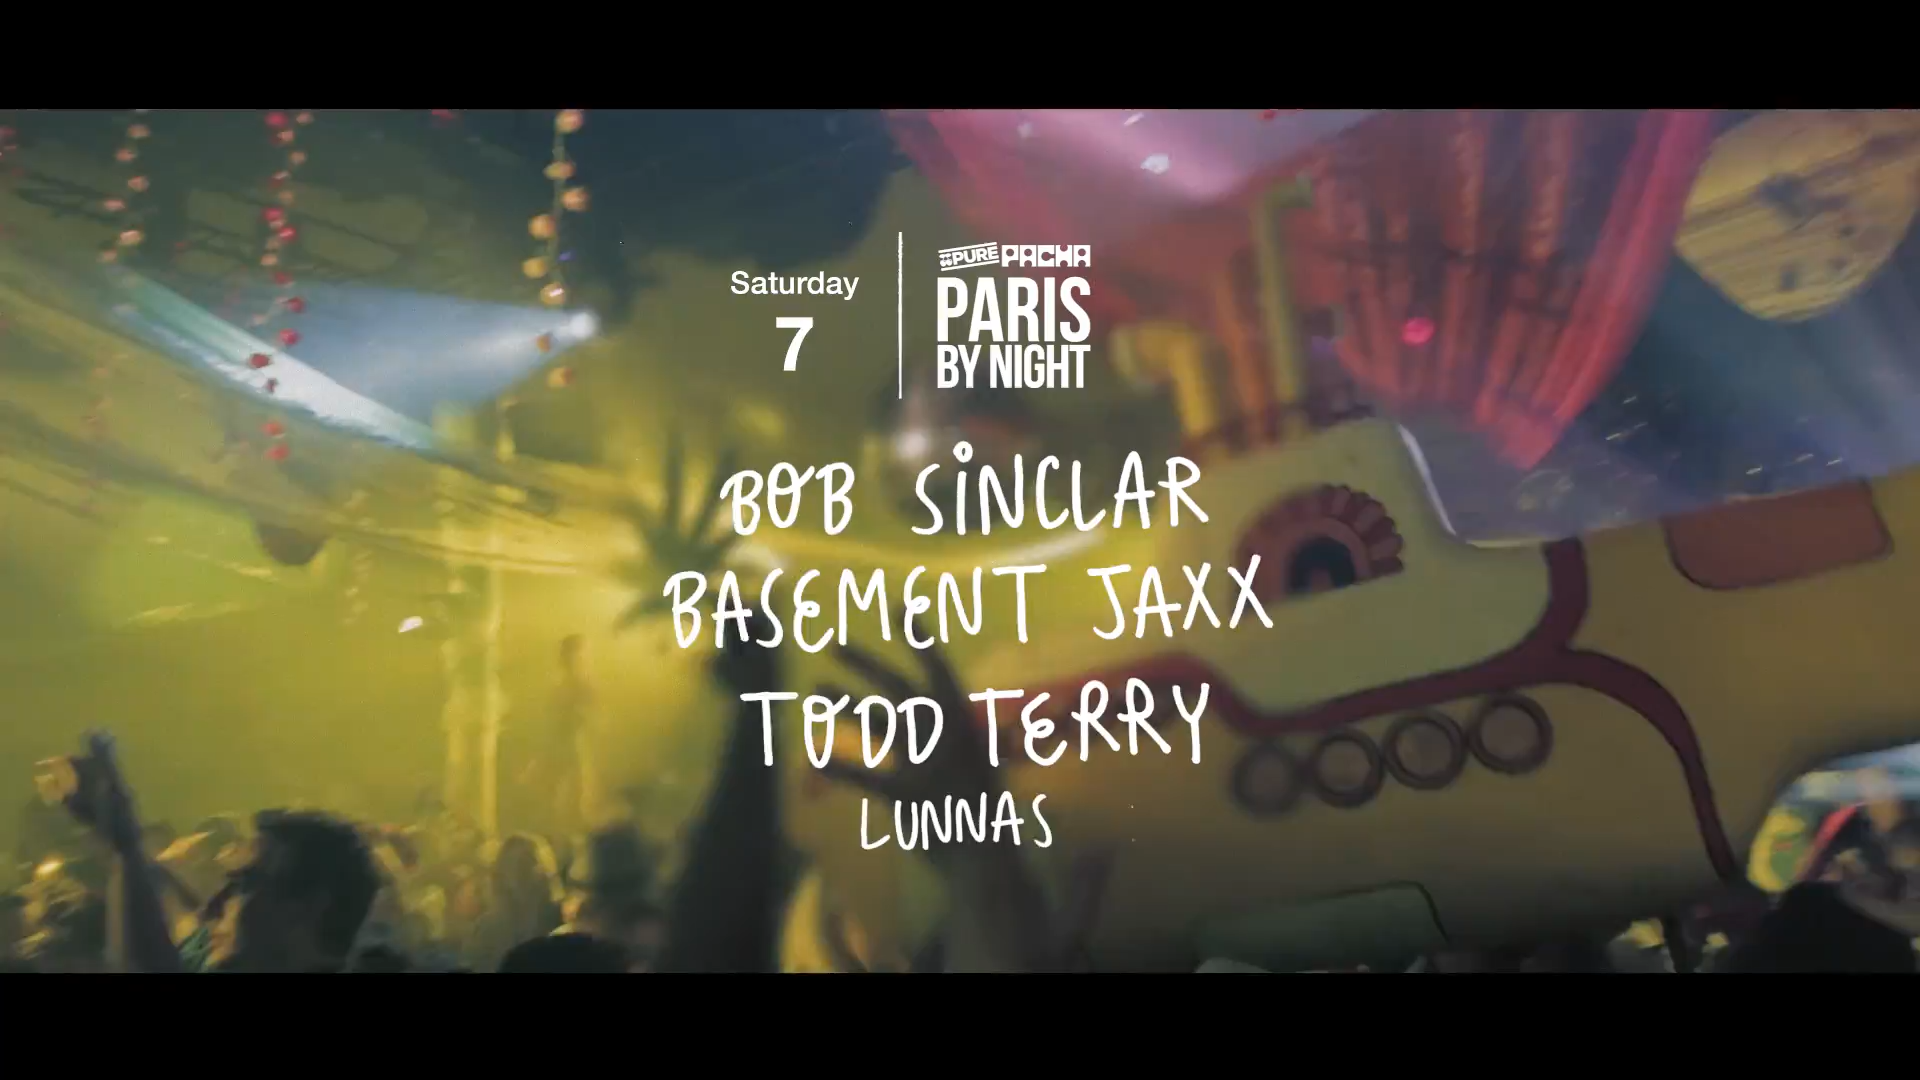 Saturday
7
PURE PACHA
PARIS
BY NIGHT
BOB SINCLAR
BASEMENT JAXX
TODD TERRY
LUNNAS